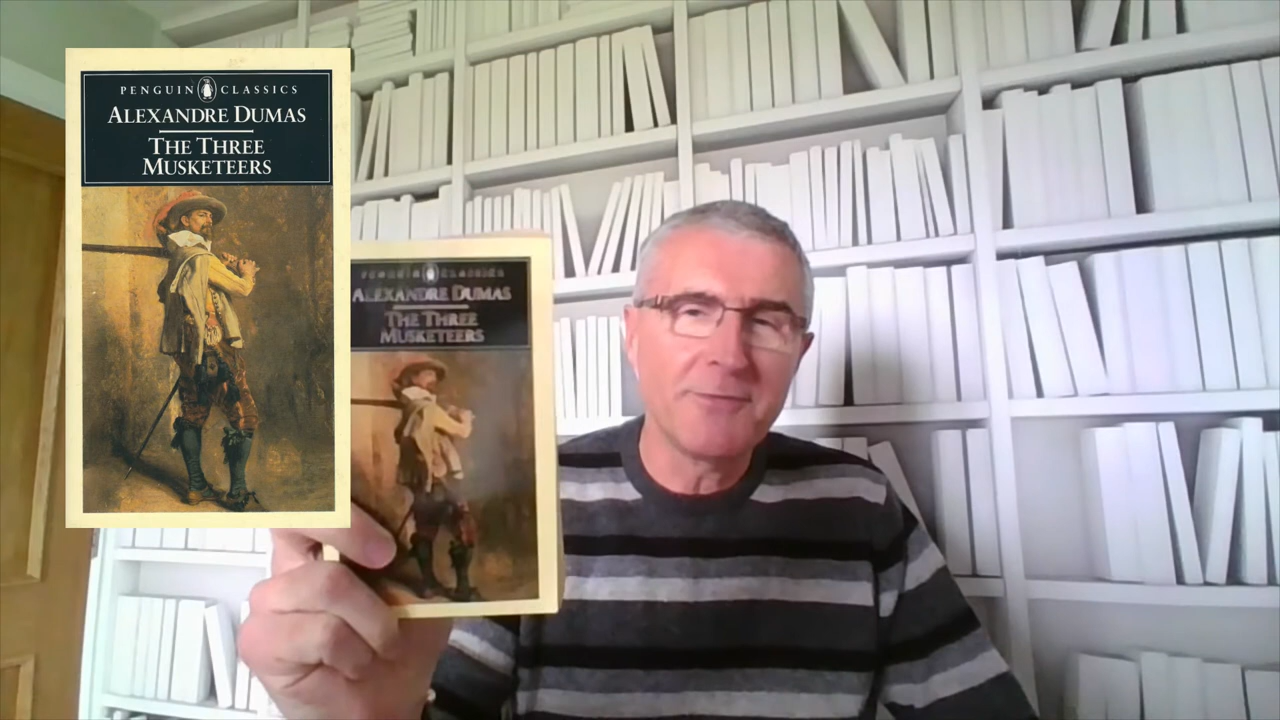 PENGUIN CLASSICS
ALEXANDRE DUMAS
THE THREE
MUSKETEERS
PENGUIN CLASSICS
ALEXANDRE DUMAS
THE THREE
MUSKETEERS